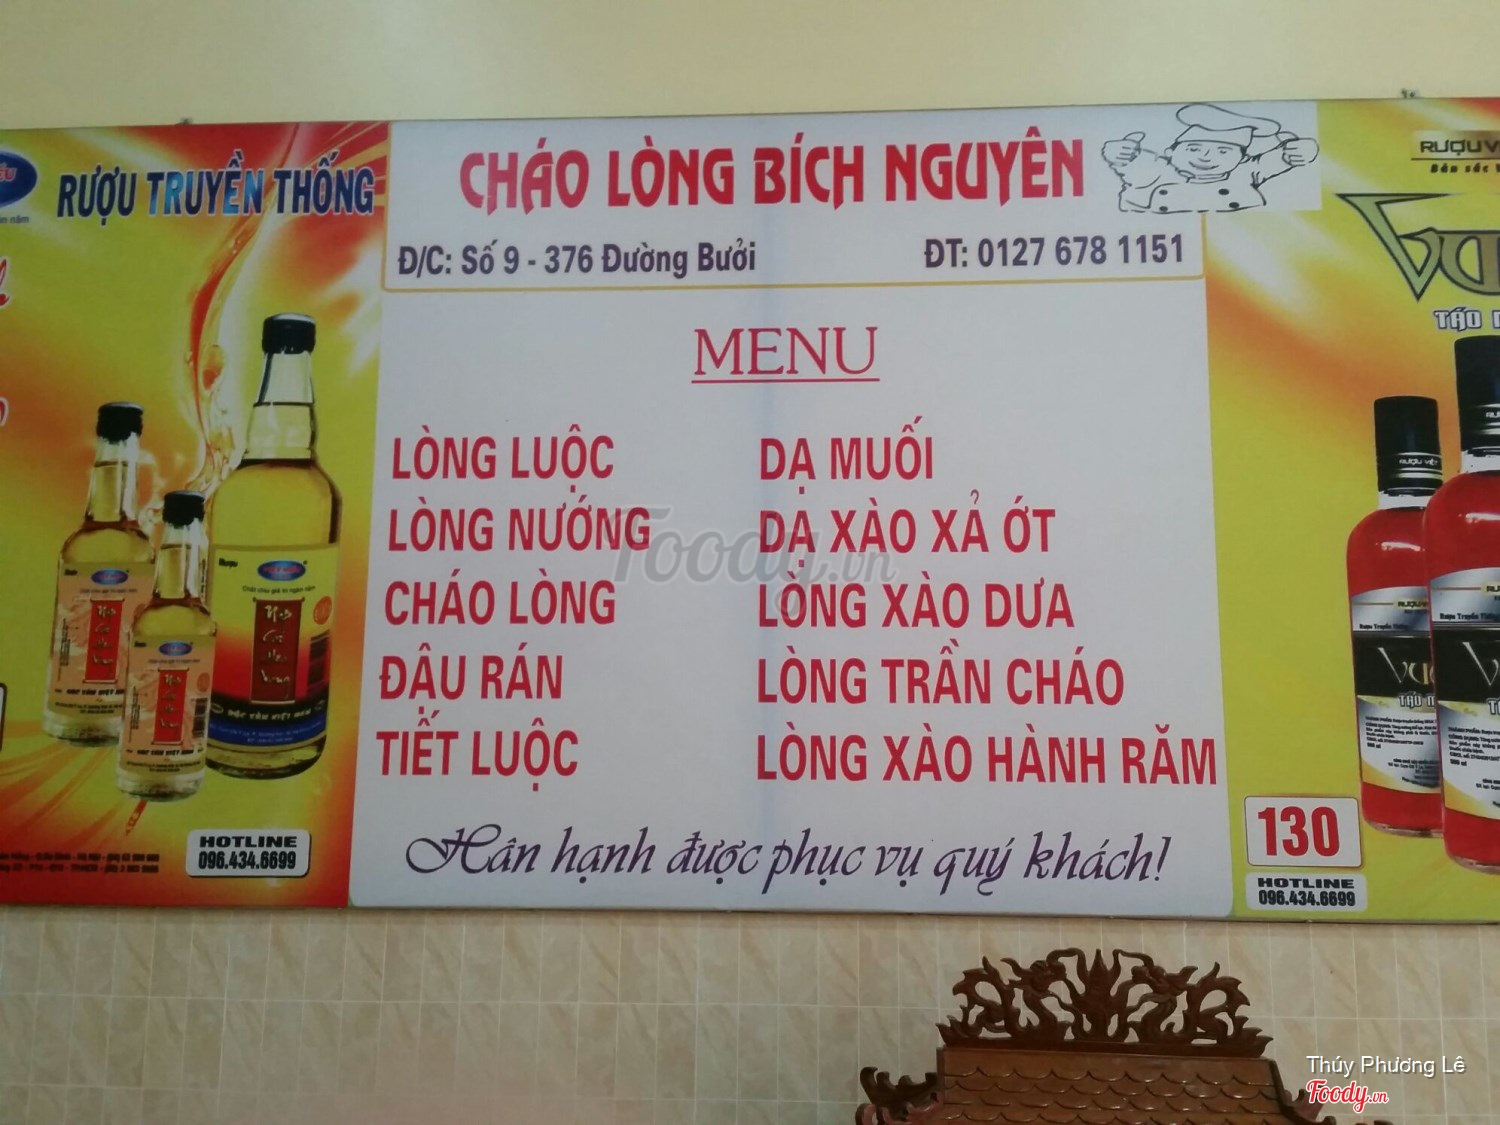 RƯỢU TRUYỀN THỐNG
CHÁO LÒNG BÍCH NGUYÊN
Đ/C: Số 9 - 376 Đường Bưởi
ĐT: 0127 678 1151
MENU
LÒNG LUỘC
LÒNG NƯỚNG
CHÁO LÒNG
ĐẬU RÁN
TIẾT LUỘC
DẠ MUỐI
DẠ XÀO XẢ ỚT
LÒNG XÀO DƯA
LÒNG TRẦN CHÁO
LÒNG XÀO HÀNH RĂM
Hân hạnh được phục vụ quý khách!
HOTLINE
096.434.6699
TÁO
RƯỢU VIỆT
130
HOTLINE
096.434.6699
Foody.vn
Thúy Phương Lê
Foody.vn